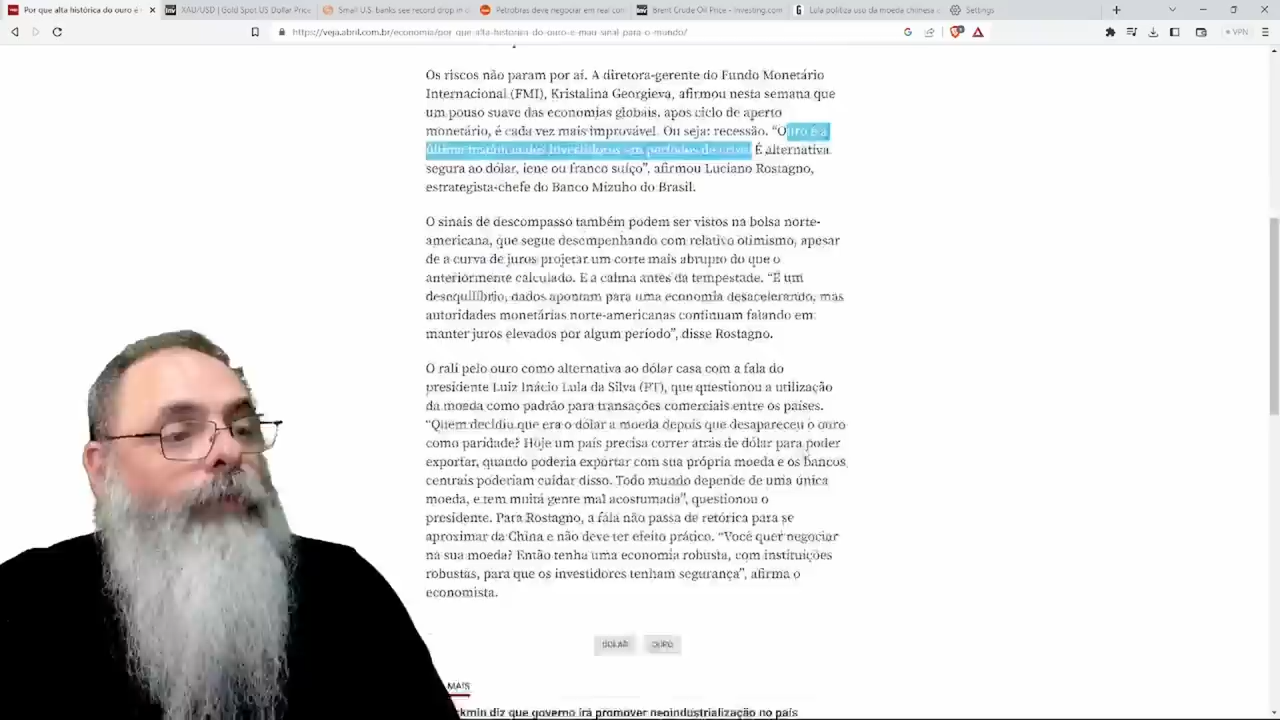 Por que alta histórica do ouro é
XAU/USD | Gold Spot US Dollar Price
Small U.S. banks see record drop in
Petrobras deve negociar em real com
Brent Crude Oil Price - Investing.com
Lula politiza uso da moeda chinesa
Settings
https://veja.abril.com.br/economia/por-que-alta-historica-do-ouro-e-mau-sinal-para-o-mundo/
VPN
Os riscos não param por aí. A diretora-gerente do Fundo Monetário
Internacional (FMI), Kristalina Georgieva, afirmou nesta semana que
um pouso suave das economias globais, apos ciclo de aperto
monetário, é cada vez mais improvável. Ou seja: recessão. “Ouro é a
dos investidores em períodos de crise. É alternativa
segura ao dólar, iene ou franco suíço”, afirmou Luciano Rostagno,
estrategista-chefe do Banco Mizuho do Brasil.
O sinais de descompasso também podem ser vistos na bolsa norte-
americana, que segue desempenhando com relativo otimismo, apesar
de a curva de juros projetar um corte mais abrupto do que o
anteriormente calculado. E a calma antes da tempestade. “É um
desequilíbrio, dados apontam para uma economia desacelerando, mas
autoridades monetárias norte-americanas continuam falando em
manter juros elevados por algum período”, disse Rostagno.
O rali pelo ouro como alternativa ao dólar casa com a fala do
presidente Luiz Inácio Lula da Silva (PT), que questionou a utilização
da moeda como padrão para transações comerciais entre os países.
“Quem decidiu que era o dólar a moeda depois que desapareceu o ouro
como paridade? Hoje um país precisa correr atrás de dólar para poder
exportar, quando poderia exportar com sua própria moeda e os bancos
centrais poderiam cuidar disso. Todo mundo depende de uma única
moeda, e tem muita gente mal acostumada”, questionou o
presidente. Para Rostagno, a fala não passa de retórica para se
aproximar da China e não deve ter efeito prático. “Você quer negociar
na sua moeda? Então tenha uma economia robusta, com instituições
robustas, para que os investidores tenham segurança”, afirma o
economista.
DÓLAR
OURO
MAIS
ckmin diz que governo irá promover neoindustrialização no país